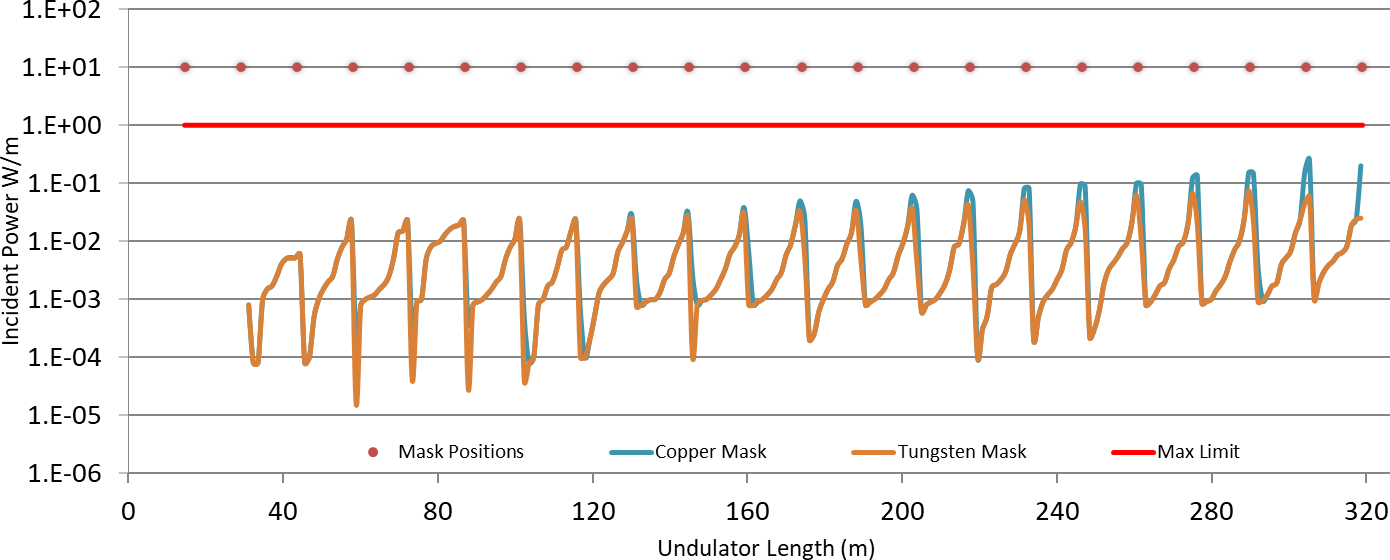 1.E+02
1.E+01
1.E+00
1.E-01
1.E-02
1.E-03
1.E-04
1.E-05
1.E-06
Incident Power W/m
Mask Positions Copper Mask Tungsten Mask Max Limit
0 40 80 120 160 200 240 280 320
Undulator Length (m)